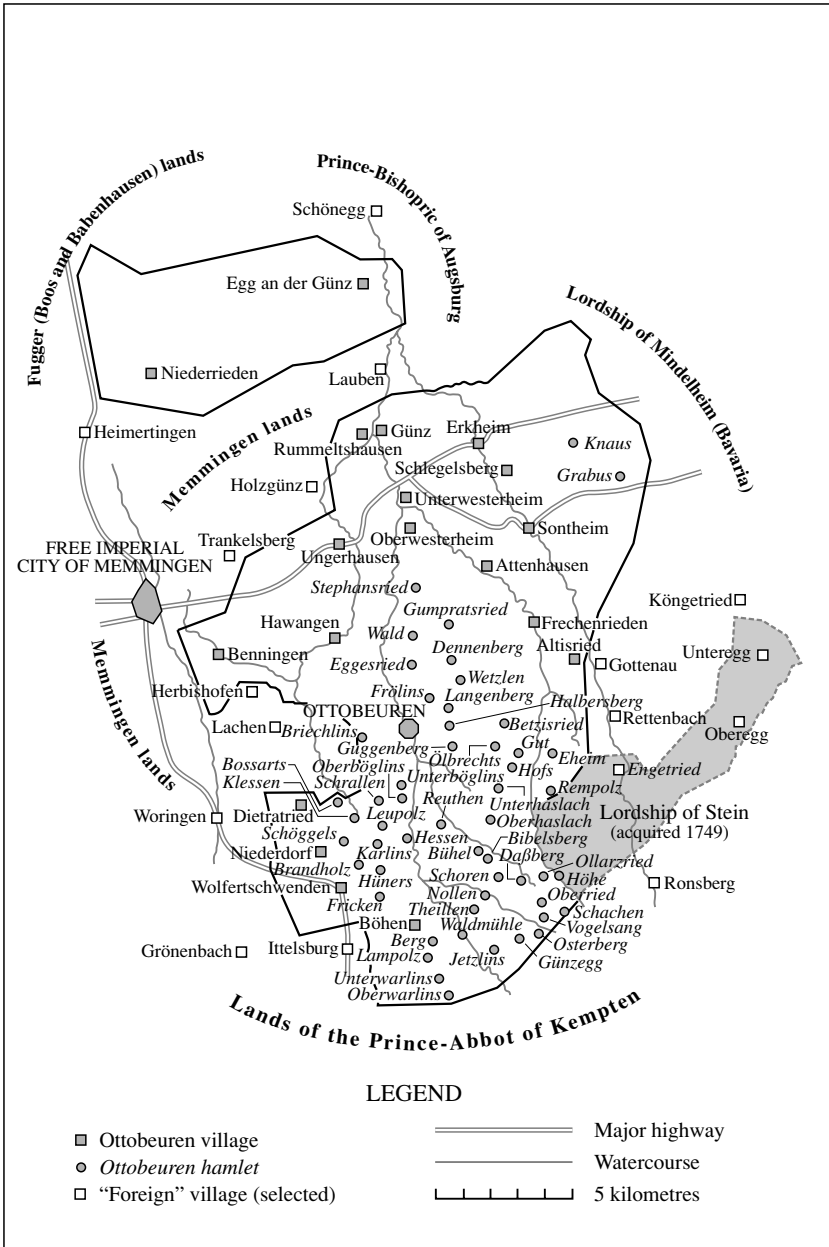 Fugger (Boos and Babenhausen) lands
Prince-Bishopric of Augsburg
Schönegg
Egg an der Günz
Lordship of Mindelheim (Bavaria)
Niederrieden
Lauben
Memmingen lands
Heimertingen
Günz
Rummeltshausen
Erkheim
Knaus
Schlegelsberg
Grabus
Holzgünz
Unterwesterheim
Oberwesterheim
Sontheim
Trankelsberg
FREE IMPERIAL
CITY OF MEMMINGEN
Ungerhausen
Attenhausen
Stephansried
Köngetried
Gumpratsried
Hawangen
Wald
Frechenrieden
Memmingen lands
Benningen
Dennenberg
Altisried
Unteregg
Eggesried
Gottenau
Wetzlen
Herbishofen
Frölins
Langenberg
Halbersberg
OTTOBEUREN
Lachen
Briechlins
Betzisried
Rettenbach
Oberegg
Guggenberg
Ölbrechts
Gut
Eheim
Bossarts
Oberböglins
Unterböglins
Hofs
Engetried
Klessen
Schrallen
Rempolz
Reuthen
Unterhaslach
Lordship of Stein
(acquired 1749)
Woringen
Dietratried
Leupolz
Oberhaslach
Schöggels
Hessen
Bibelsberg
Niederdorf
Karlins
Bühel
Daßberg
Ollarzried
Brandholz
Höhe
Wolfertschwenden
Hüners
Schoren
Oberried
Ronsberg
Fricken
Nollen
Schachen
Theillen
Vogelsang
Böhen
Waldmühle
Osterberg
Grönenbach
Ittelsburg
Berg
Günzegg
Lampolz
Jetzlins
Unterwarlins
Oberwarlins
Lands of the Prince-Abbot of Kempten
LEGEND
Ottobeuren village
Major highway
Ottobeuren hamlet
Watercourse
“Foreign” village (selected)
5 kilometres